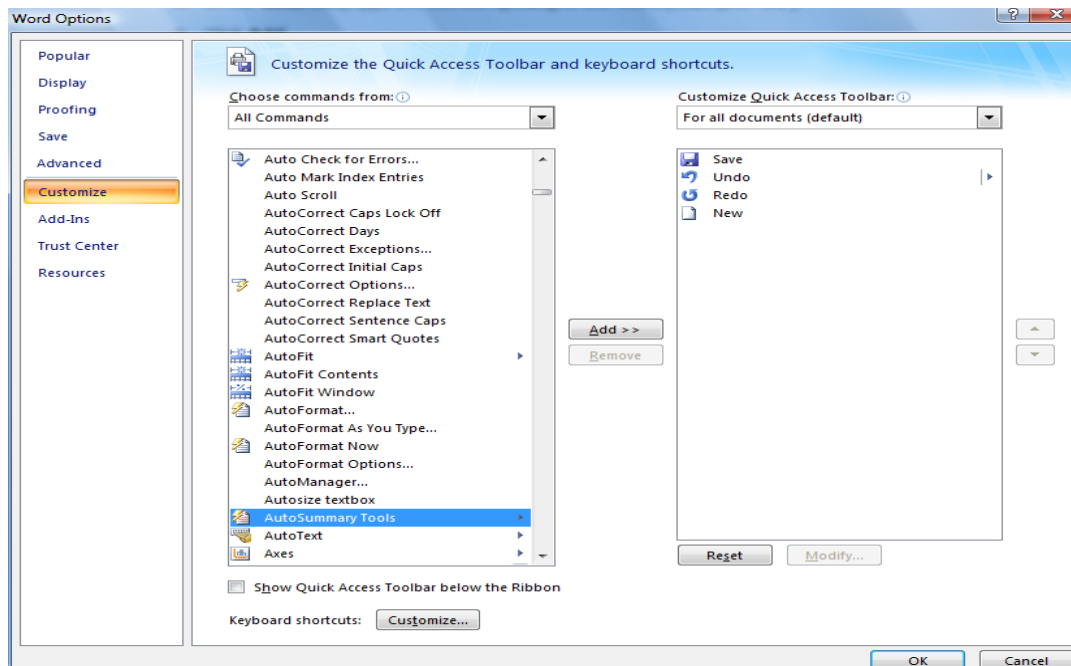 Word Options
?
Popular
Display
Proofing
Save
Advanced
Customize
Add-Ins
Trust Center
Resources
Customize the Quick Access Toolbar and keyboard shortcuts.
Choose commands from:
All Commands
Auto Check for Errors...
Auto Mark Index Entries
Auto Scroll
AutoCorrect Caps Lock Off
AutoCorrect Days
AutoCorrect Exceptions...
AutoCorrect Initial Caps
AutoCorrect Options...
AutoCorrect Replace Text
AutoCorrect Sentence Caps
AutoCorrect Smart Quotes
AutoFit
AutoFit Contents
AutoFit Window
AutoFormat...
AutoFormat As You Type...
AutoFormat Now
AutoFormat Options...
AutoManager...
Autosize textbox
AutoSummary Tools
AutoText
Axes
Add >>
Remove
Customize Quick Access Toolbar:
For all documents (default)
Save
Undo
Redo
New
Reset
Modify...
Show Quick Access Toolbar below the Ribbon
Keyboard shortcuts: Customize...
OK Cancel